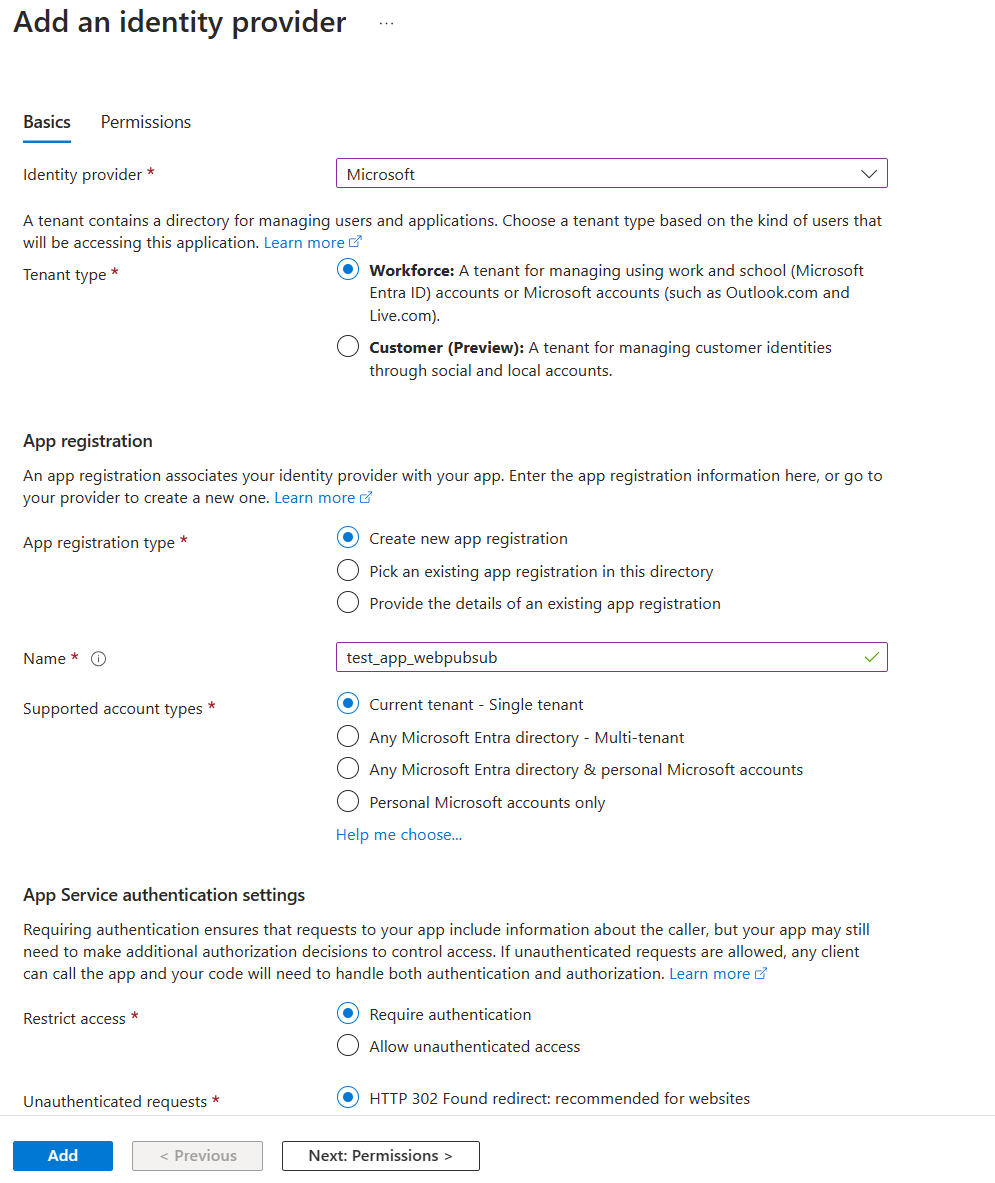 Add an identity provider ...
Basics Permissions
Identity provider * Microsoft
A tenant contains a directory for managing users and applications. Choose a tenant type based on the kind of users that
will be accessing this application. Learn more
Tenant type *
Workforce: A tenant for managing using work and school (Microsoft
Entra ID) accounts or Microsoft accounts (such as Outlook.com and
Live.com).
Customer (Preview): A tenant for managing customer identities
through social and local accounts.
App registration
An app registration associates your identity provider with your app. Enter the app registration information here, or go to
your provider to create a new one. Learn more
App registration type *
Create new app registration
Pick an existing app registration in this directory
Provide the details of an existing app registration
Name * test_app_webpubsub
Supported account types *
Current tenant - Single tenant
Any Microsoft Entra directory - Multi-tenant
Any Microsoft Entra directory & personal Microsoft accounts
Personal Microsoft accounts only
Help me choose...
App Service authentication settings
Requiring authentication ensures that requests to your app include information about the caller, but your app may still
need to make additional authorization decisions to control access. If unauthenticated requests are allowed, any client
can call the app and your code will need to handle both authentication and authorization. Learn more
Restrict access *
Require authentication
Allow unauthenticated access
Unauthenticated requests *
HTTP 302 Found redirect: recommended for websites
Add < Previous Next: Permissions >